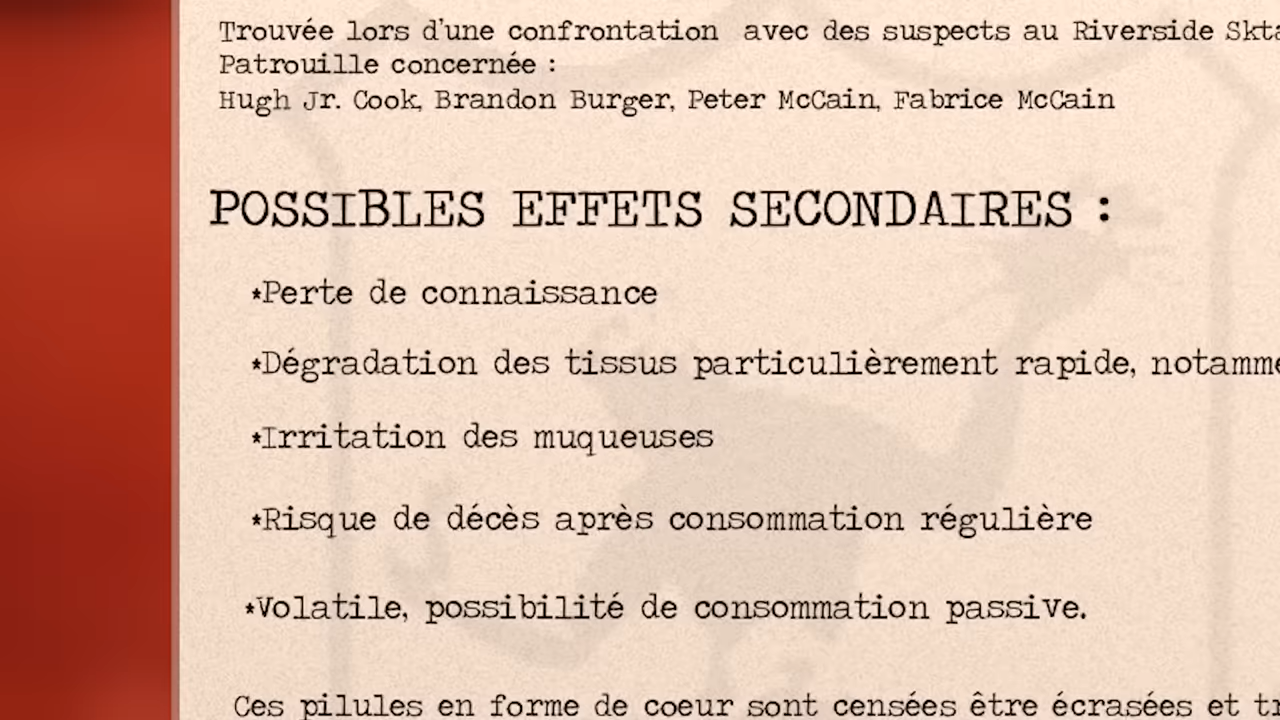 Trouvée lors d'une confrontation avec des suspects au Riverside
Patrouille concernée :
Hugh Jr. Cook, Brandon Burger, Peter McCain, Fabrice McCain
POSSIBLES EFFETS SECONDAIRES :
*Perte de connaissance
*Dégradation des tissus particulièrement rapide,
*Irritation des muqueuses
*Risque de décès après consommation régulière
*Volatile, possibilité de consommation passive.
Ces pilules en forme de coeur sont censées être écrasées et